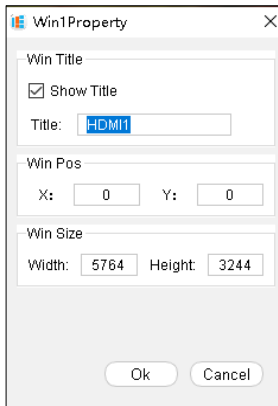 Win1Property
Win Title
Show Title
Title: HDMI1
Win Pos
X: 0 Y: 0
Win Size
Width: 5764 Height: 3244
Ok Cancel